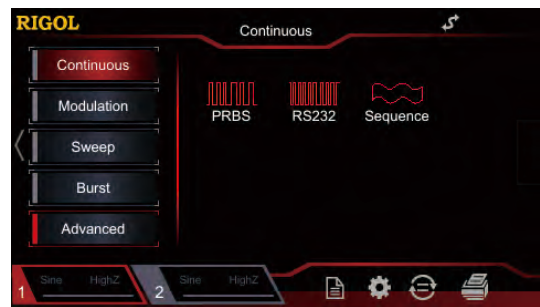 RIGOL
Continuous
Continuous
Modulation
Sweep
Burst
Advanced
PRBS RS232 Sequence
1 Sine HighZ 2 Sine HighZ